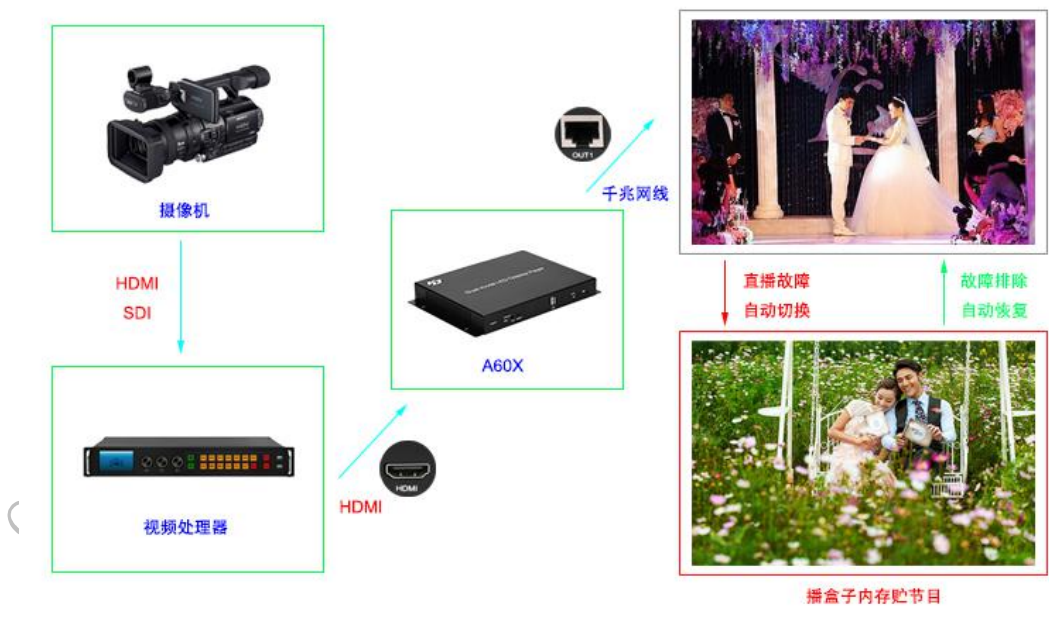 OUT1
千兆网线
摄像机
HDMI
SDI
A60X
直播故障
自动切换
故障排除
自动恢复
HDMI
HDMI
视频处理器
播盒子内存贮节目